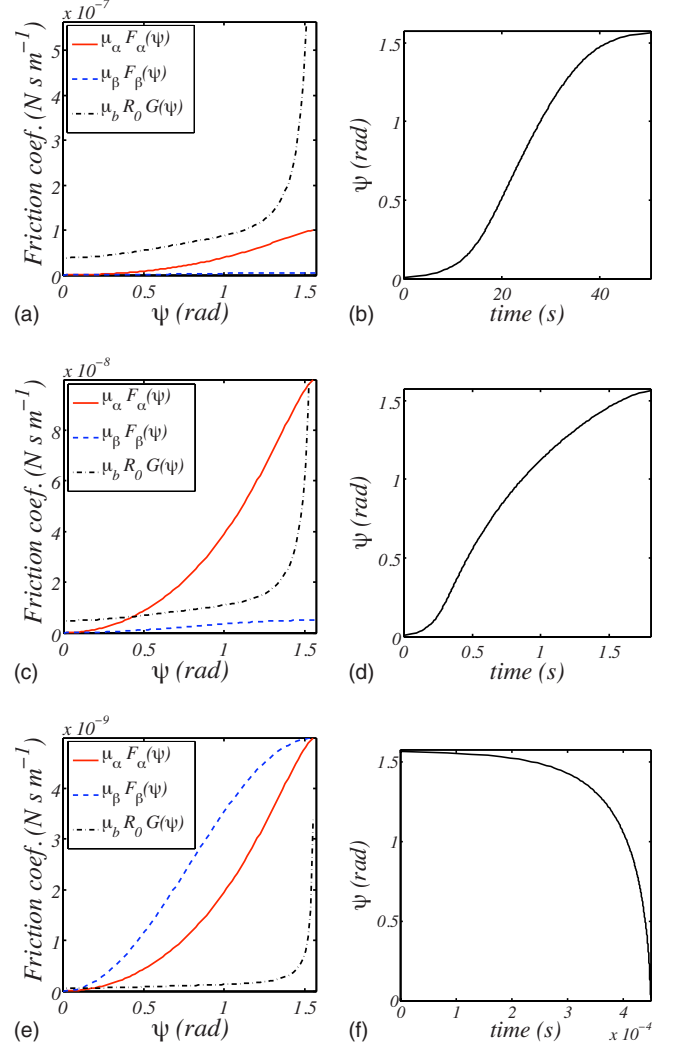 x 10⁻⁷
Friction coef. (N s m⁻¹)
5
4
3
2
1
0
μα Fα(ψ)
μβ Fβ(ψ)
μb R0 G(ψ)
0 0.5 1 1.5
(a) ψ (rad)
ψ (rad)
1.5
1
0.5
0
0 20 40
(b) time (s)
x 10⁻⁸
Friction coef. (N s m⁻¹)
10
8
6
4
2
0
μα Fα(ψ)
μβ Fβ(ψ)
μb R0 G(ψ)
0 0.5 1 1.5
(c) ψ (rad)
ψ (rad)
1.5
1
0.5
0
0 0.5 1 1.5
(d) time (s)
x 10⁻⁹
Friction coef. (N s m⁻¹)
4
3
2
1
0
μα Fα(ψ)
μβ Fβ(ψ)
μb R0 G(ψ)
0 0.5 1 1.5
(e) ψ (rad)
ψ (rad)
1.5
1
0.5
0
0 1 2 3 4
(f) time (s) x 10⁻⁴